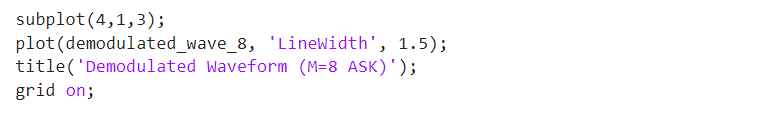 subplot(4,1,3);
plot(demodulated_wave_8, 'LineWidth', 1.5);
title('Demodulated Waveform (M=8 ASK)');
grid on;